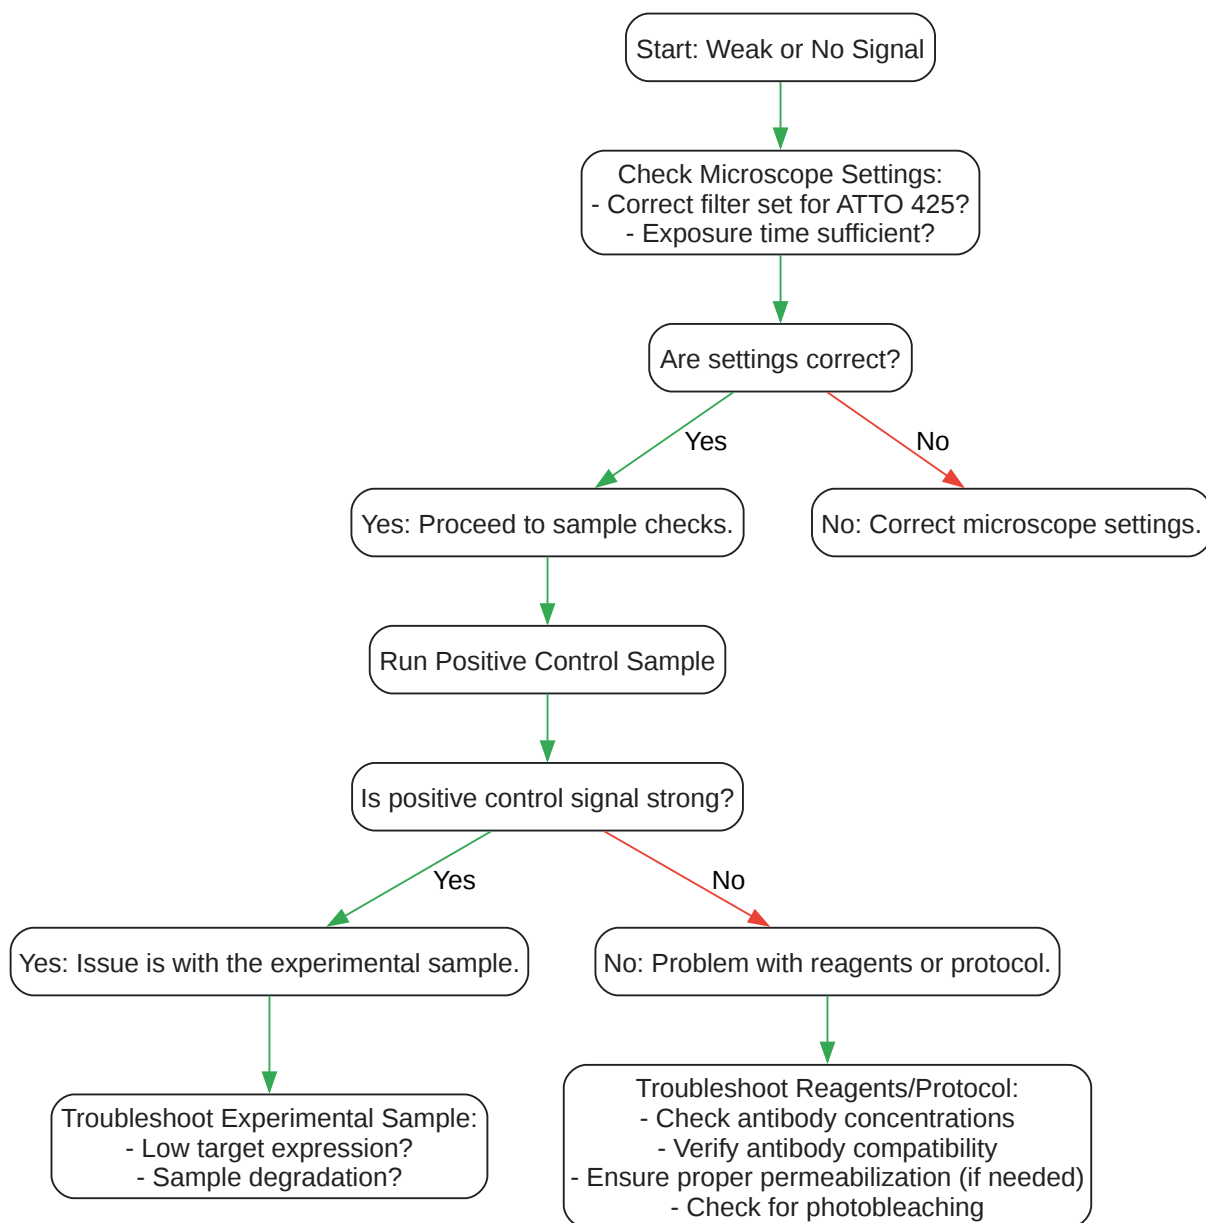 Start: Weak or No Signal
Check Microscope Settings:
- Correct filter set for ATTO 425?
- Exposure time sufficient?
Are settings correct?
Yes
No
Yes: Proceed to sample checks.
No: Correct microscope settings.
Run Positive Control Sample
Is positive control signal strong?
Yes
No
Yes: Issue is with the experimental sample.
No: Problem with reagents or protocol.
Troubleshoot Experimental Sample:
- Low target expression?
- Sample degradation?
Troubleshoot Reagents/Protocol:
- Check antibody concentrations
- Verify antibody compatibility
- Ensure proper permeabilization (if needed)
- Check for photobleaching